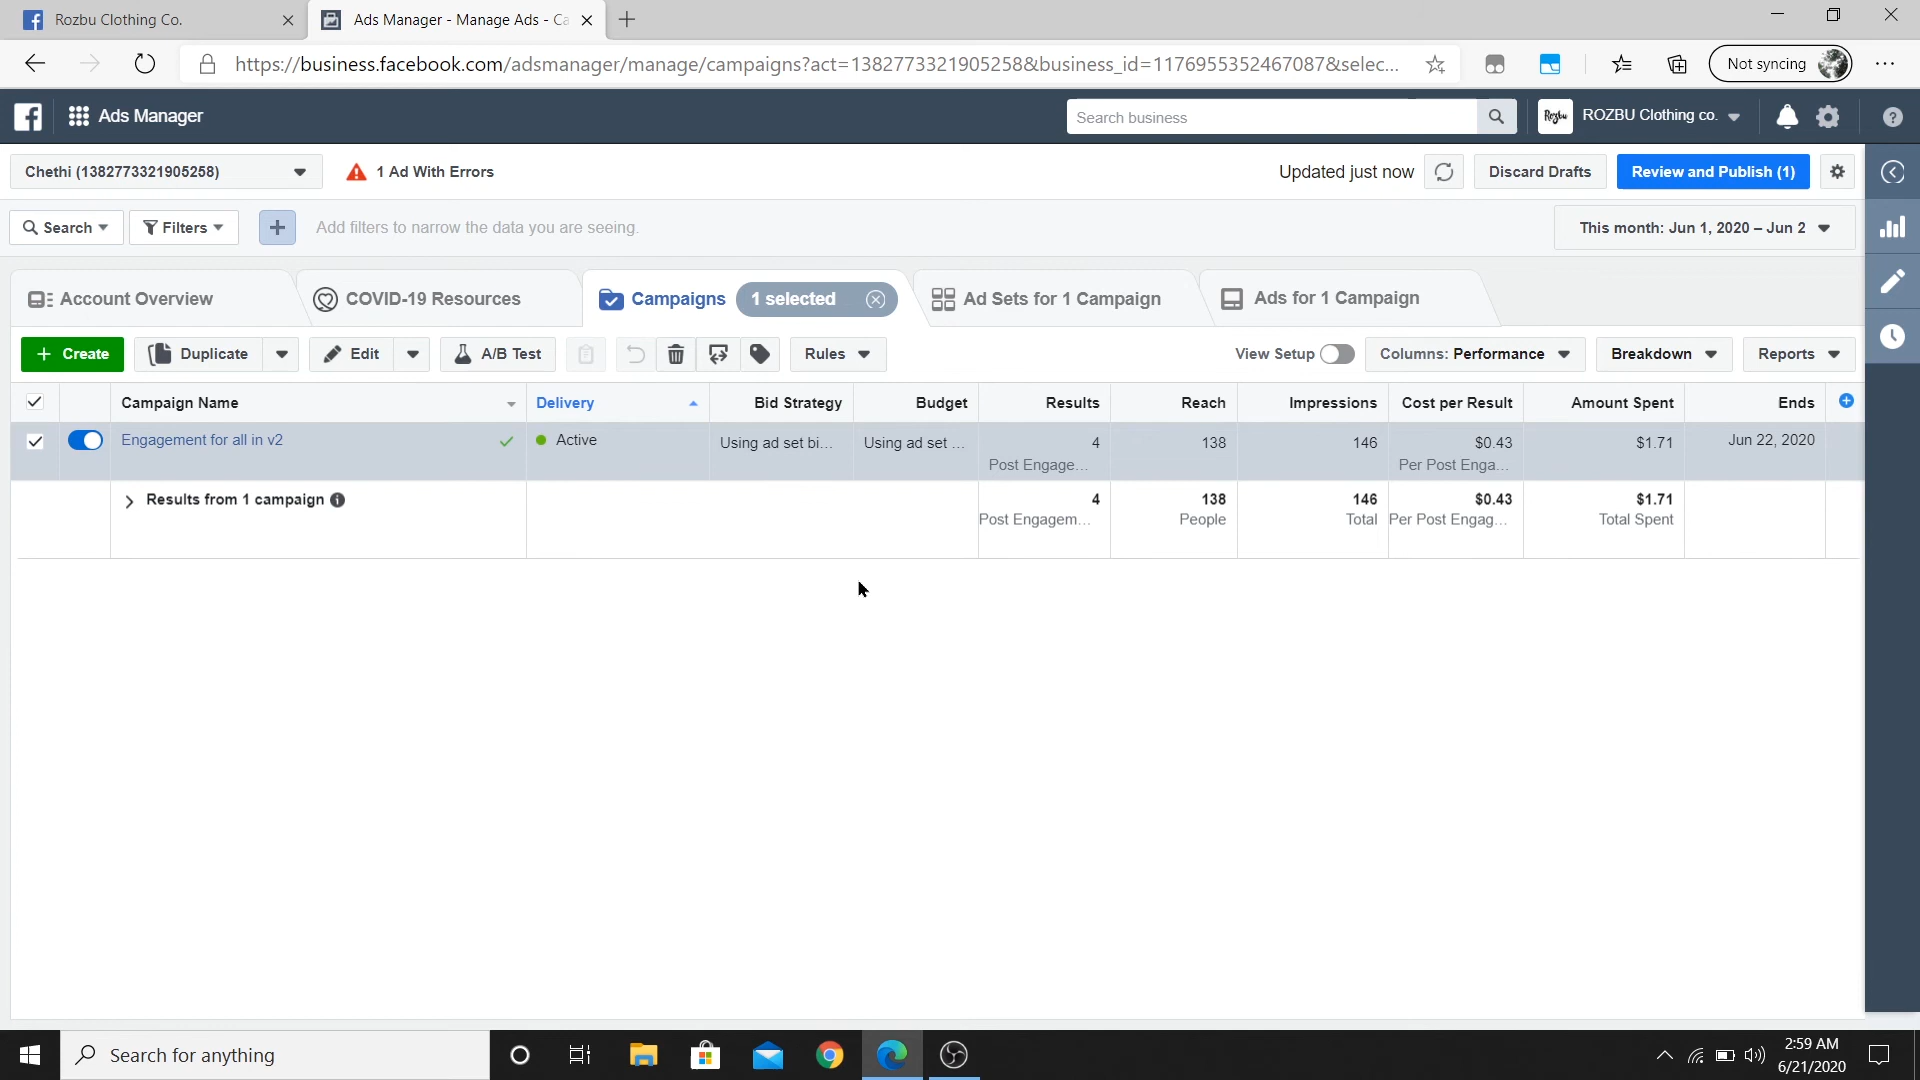 Rozbu Clothing Co.
Ads Manager - Manage Ads - Ca
https://business.facebook.com/adsmanager/manage/campaigns?act=1382773321905258&business_id=1176955352467087&selec...
Not syncing
Ads Manager
Search business
Rozbu
ROZBU Clothing co.
Chethi (1382773321905258)
1 Ad With Errors
Updated just now
Discard Drafts
Review and Publish (1)
Search
Filters
Add filters to narrow the data you are seeing.
This month: Jun 1, 2020 – Jun 2
Account Overview
COVID-19 Resources
Campaigns
1 selected
Ad Sets for 1 Campaign
Ads for 1 Campaign
+ Create
Duplicate
Edit
A/B Test
Rules
View Setup
Columns: Performance
Breakdown
Reports
Campaign Name
Delivery
Bid Strategy
Budget
Results
Reach
Impressions
Cost per Result
Amount Spent
Ends
Engagement for all in v2
Active
Using ad set bi...
Using ad set ...
4
138
146
$0.43
$1.71
Jun 22, 2020
Post Engage...
Per Post Enga...
Results from 1 campaign
4
138
146
$0.43
$1.71
Post Engagem...
People
Total
Per Post Engag...
Total Spent
Search for anything
2:59 AM
6/21/2020